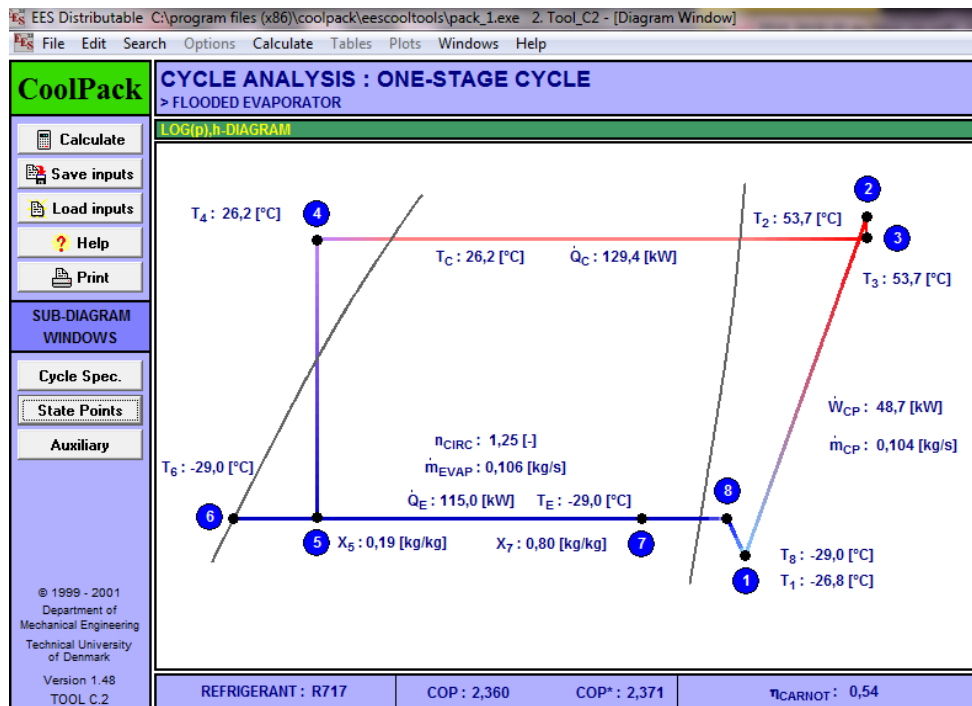 EES Distributable C:\program files (x86)\coolpack\eescooltools\pack_1.exe 2. Tool_C2 - [Diagram Window]
File Edit Search Options Calculate Tables Plots Windows Help
CoolPack
CYCLE ANALYSIS : ONE-STAGE CYCLE
> FLOODED EVAPORATOR
LOG(p),h-DIAGRAM
Calculate
Save inputs
Load inputs
Help
Print
SUB-DIAGRAM
WINDOWS
Cycle Spec.
State Points
Auxiliary
© 1999 - 2001
Department of
Mechanical Engineering
Technical University
of Denmark
Version 1.48
TOOL C.2
T4 : 26,2 [°C]
4
2
T2 : 53,7 [°C]
3
TC : 26,2 [°C]
Q̇C : 129,4 [kW]
T3 : 53,7 [°C]
ẆCP : 48,7 [kW]
ṁCP : 0,104 [kg/s]
nCIRC : 1,25 [-]
ṁEVAP : 0,106 [kg/s]
T6 : -29,0 [°C]
Q̇E : 115,0 [kW]
TE : -29,0 [°C]
8
6
5
X5 : 0,19 [kg/kg]
X7 : 0,80 [kg/kg]
7
1
T8 : -29,0 [°C]
T1 : -26,8 [°C]
REFRIGERANT : R717
COP : 2,360
COP* : 2,371
ηCARNOT : 0,54